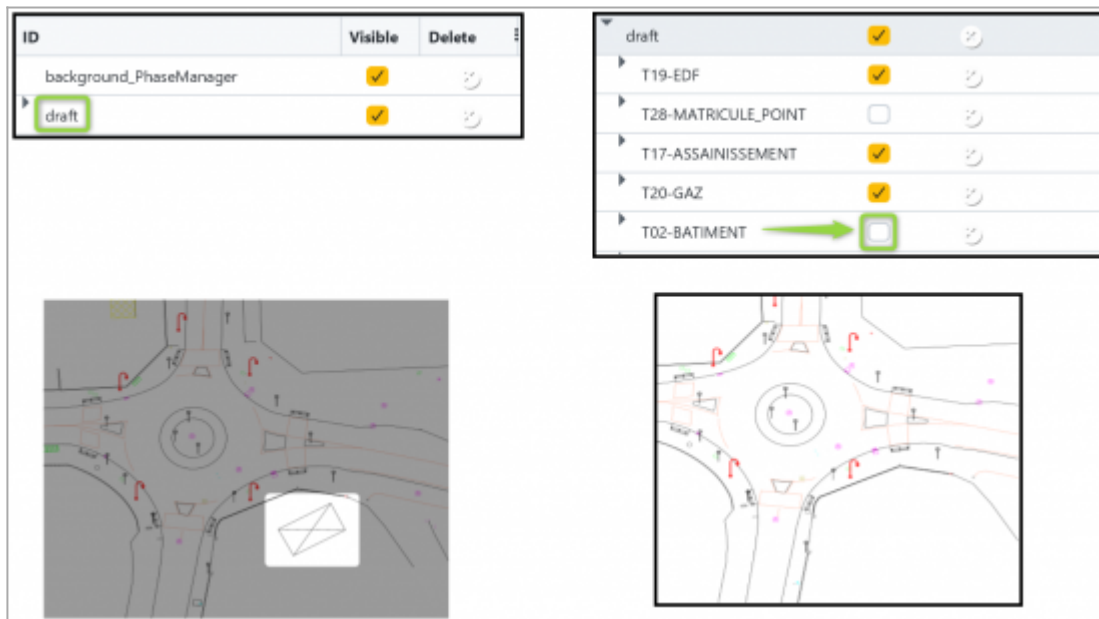 ID Visible Delete
background_PhaseManager
draft
draft
T19-EDF
T28-MATRICULE_POINT
T17-ASSAINISSEMENT
T20-GAZ
T02-BATIMENT